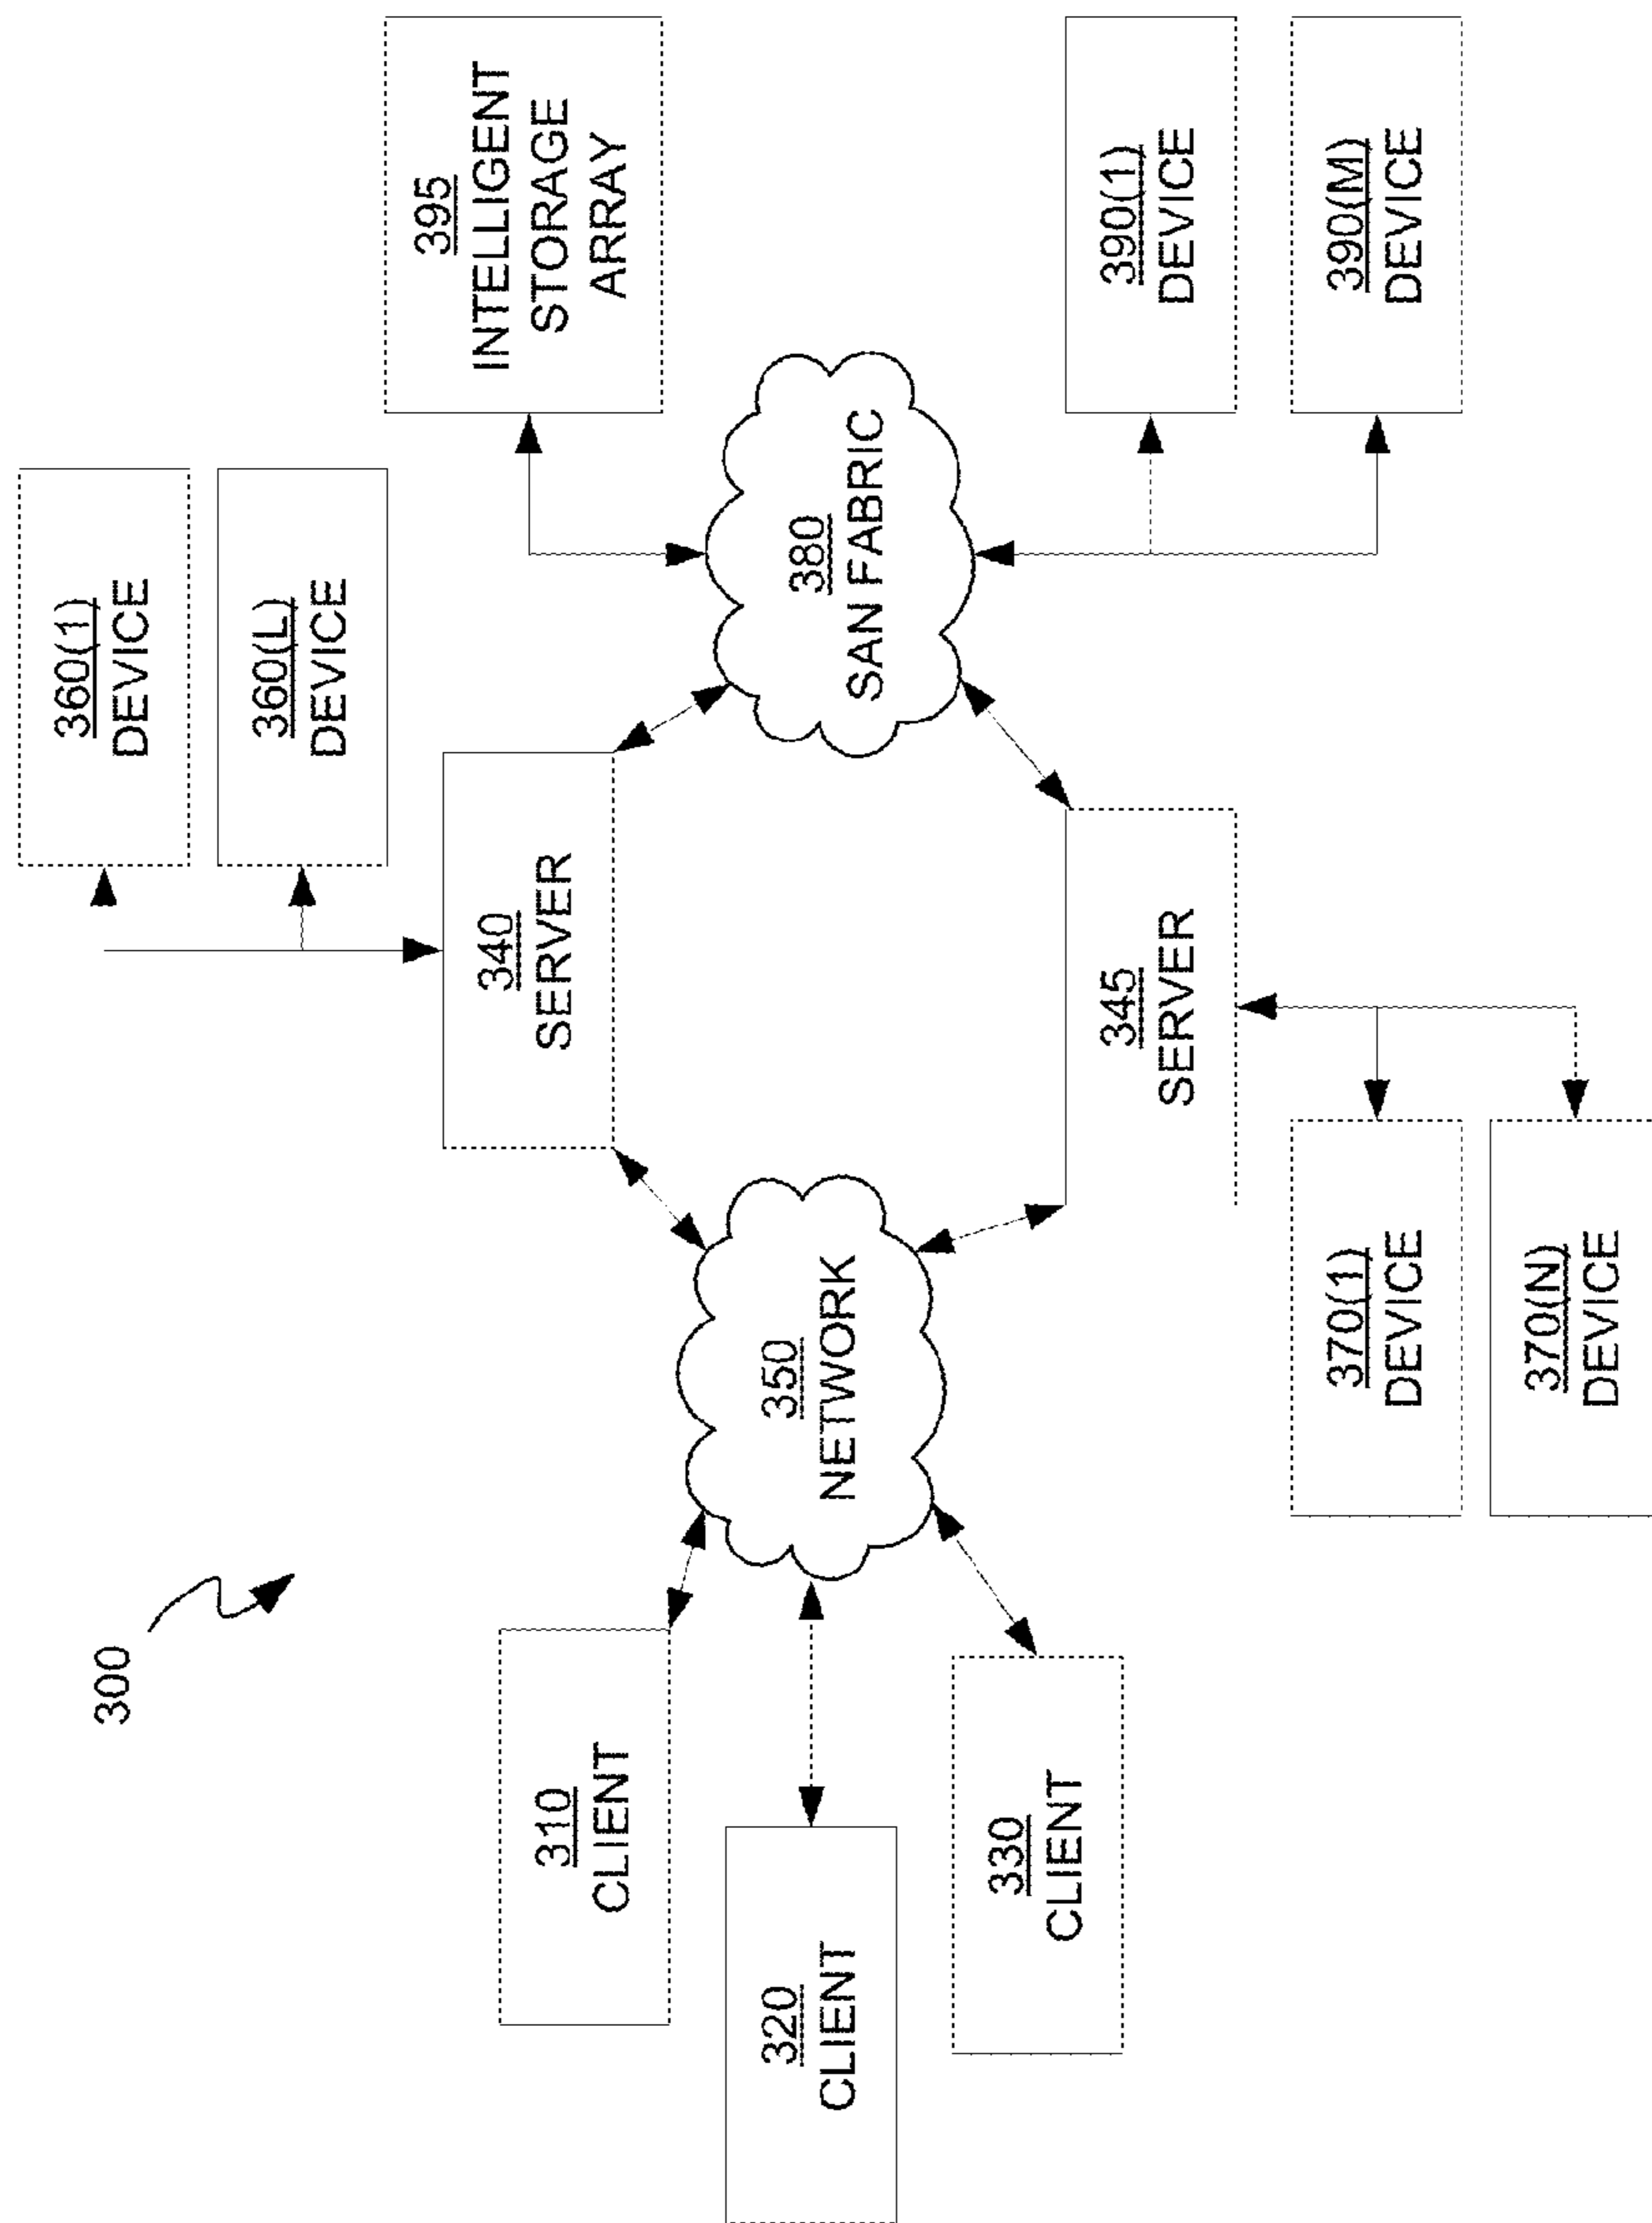 300
360(1)
DEVICE
360(L)
DEVICE
395
INTELLIGENT
STORAGE
ARRAY
340
SERVER
310
CLIENT
350
NETWORK
380
SAN FABRIC
320
CLIENT
330
CLIENT
345
SERVER
390(1)
DEVICE
390(M)
DEVICE
370(1)
DEVICE
370(N)
DEVICE